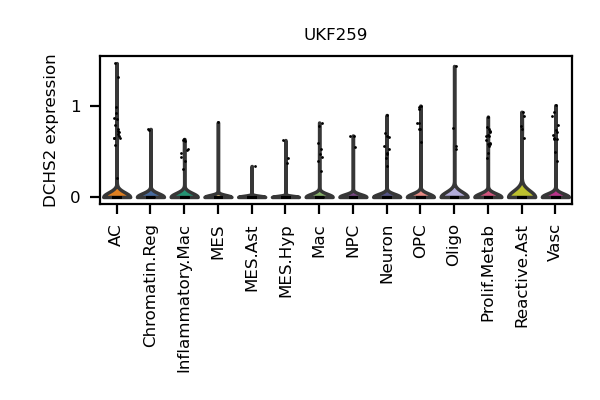 UKF259
DCHS2 expression
1
0
AC
Chromatin.Reg
Inflammatory.Mac
MES
MES.Ast
MES.Hyp
Mac
NPC
Neuron
OPC
Oligo
Prolif.Metab
Reactive.Ast
Vasc